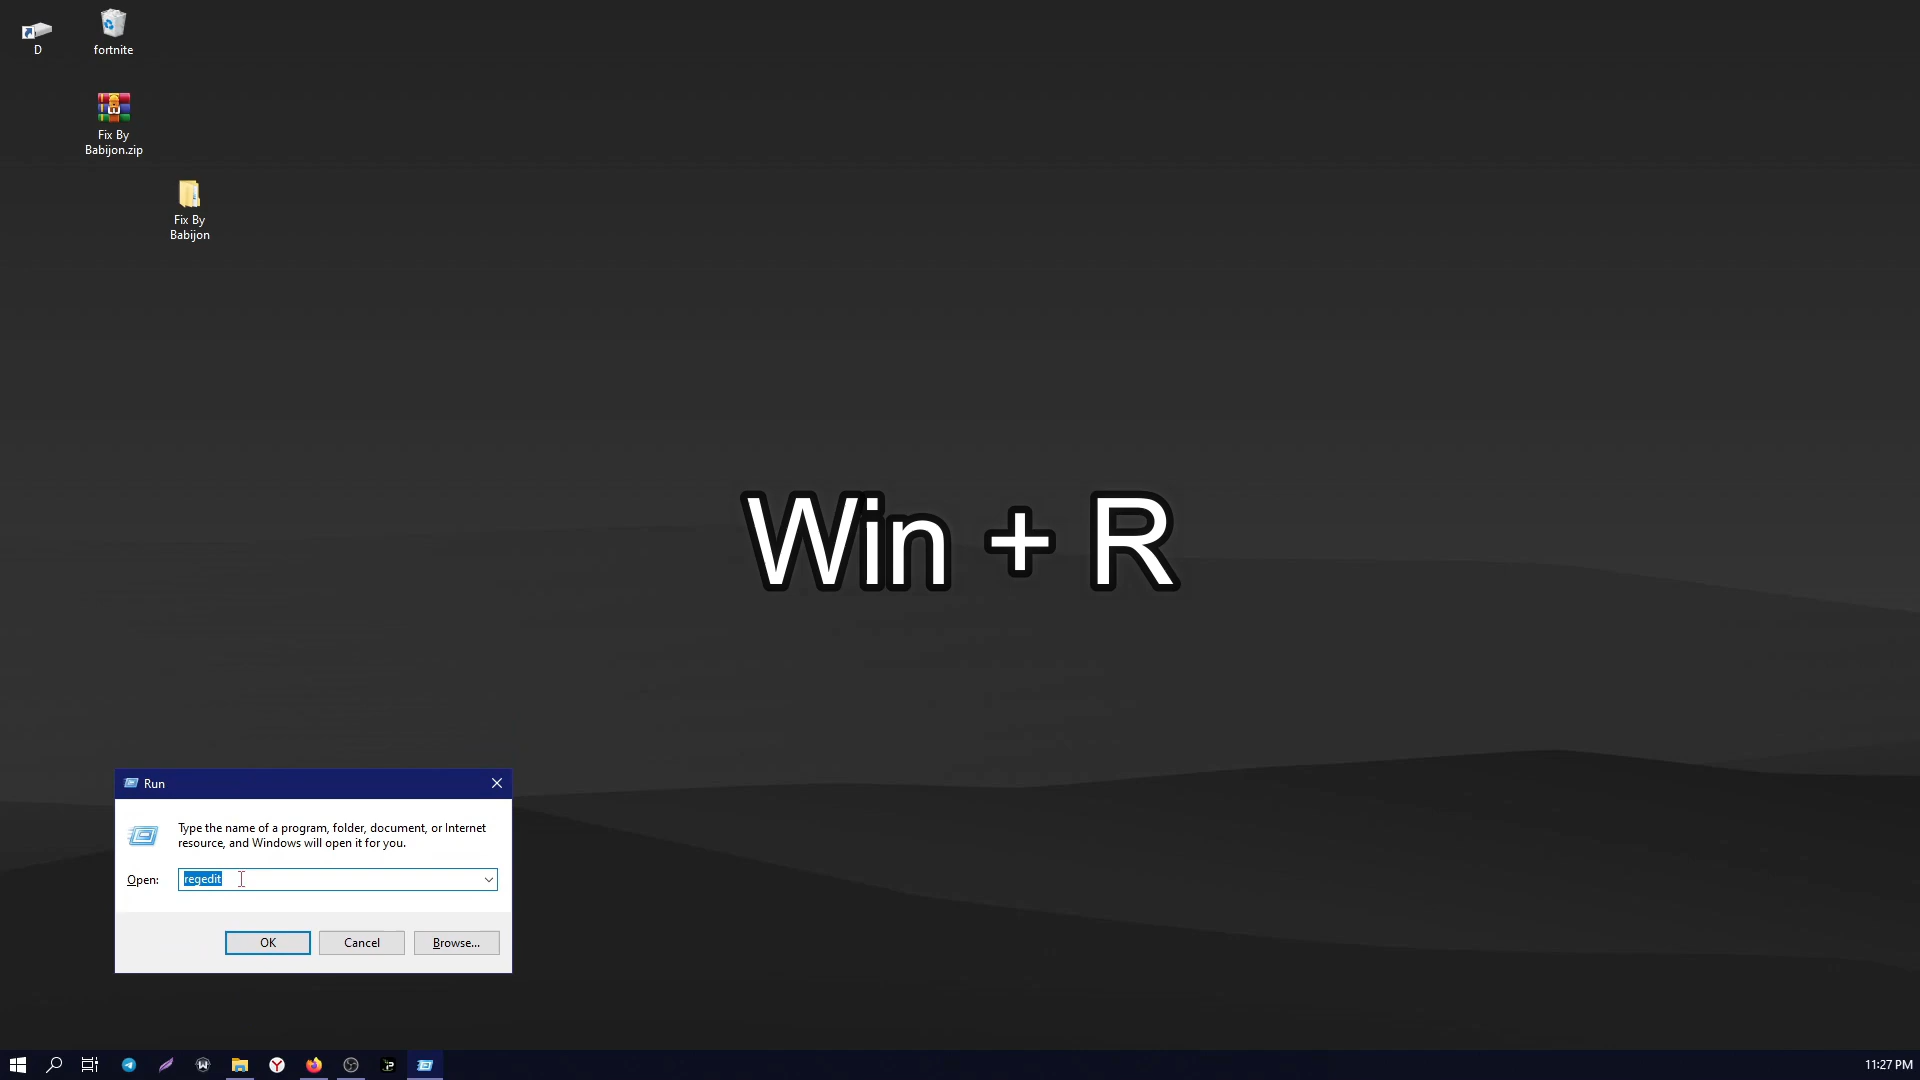 D
fortnite
Fix By
Babijon.zip
Fix By
Babijon
Win + R
Run
Type the name of a program, folder, document, or Internet
resource, and Windows will open it for you.
Open:
regedit
OK
Cancel
Browse...
11:27 PM